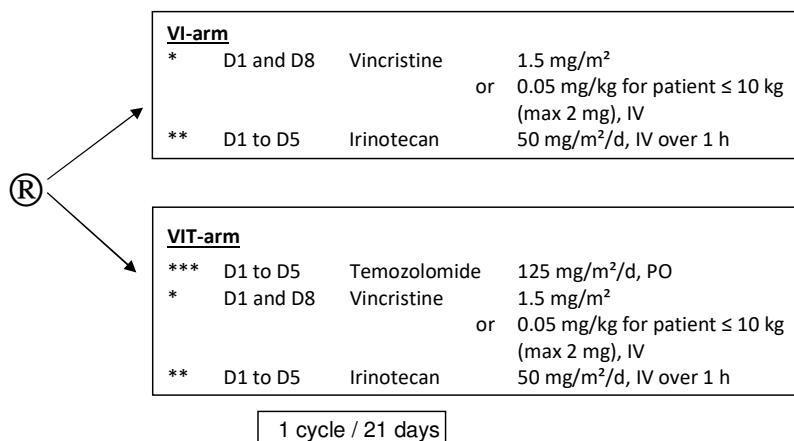 VI-arm
* D1 and D8 Vincristine 1.5 mg/m²
or 0.05 mg/kg for patient ≤ 10 kg
(max 2 mg), IV
** D1 to D5 Irinotecan 50 mg/m²/d, IV over 1 h
®
VIT-arm
*** D1 to D5 Temozolomide 125 mg/m²/d, PO
* D1 and D8 Vincristine 1.5 mg/m²
or 0.05 mg/kg for patient ≤ 10 kg
(max 2 mg), IV
** D1 to D5 Irinotecan 50 mg/m²/d, IV over 1 h
1 cycle / 21 days